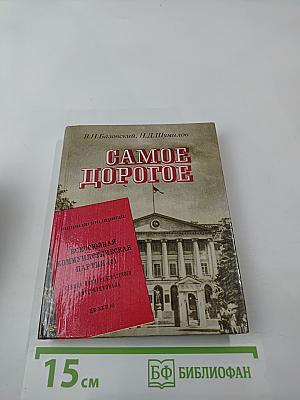 В.И.Базовский, Н.Д.Шумилов
САМОЕ
ДОРОГОЕ
ВСЕСОЮЗНАЯ
КОММУНИСТИЧЕСКАЯ
ПАРТИЯ (б)
15 см
БФ БИБЛИОФАН